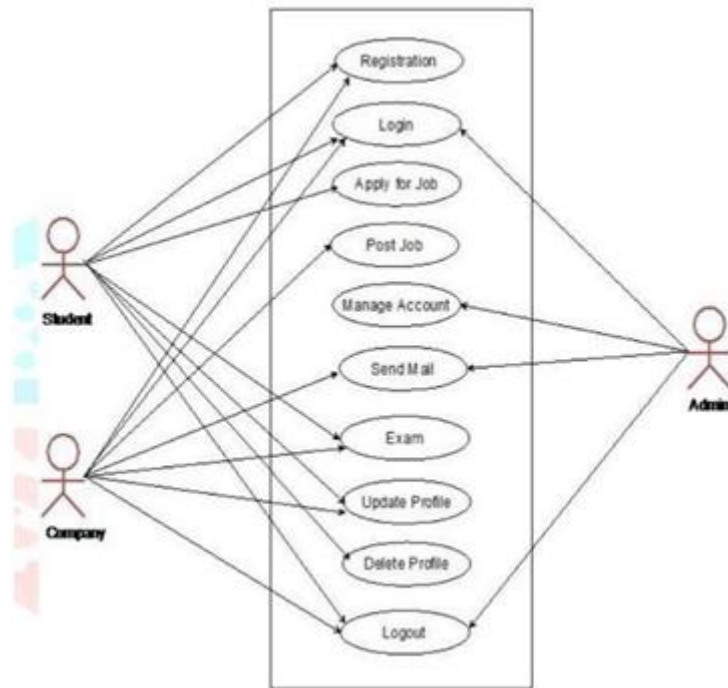 Registration
Login
Apply for Job
Post Job
Student
Manage Account
Send Mail
Admin
Exam
Company
Update Profile
Delete Profile
Logout